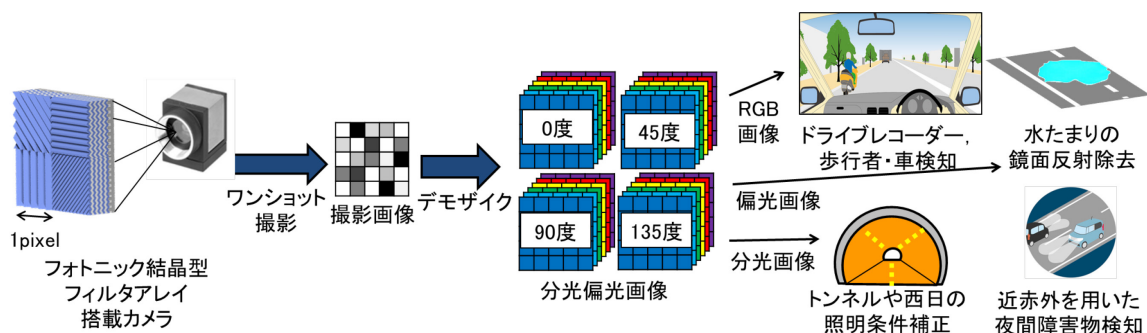 1pixel
フォトニック結晶型
フィルタアレイ
搭載カメラ
ワンショット
撮影
撮影画像
デモザイク
0度
45度
90度
135度
分光偏光画像
RGB
画像
偏光画像
分光画像
ドライブレコーダー,
歩行者・車検知
水たまりの
鏡面反射除去
トンネルや西日の
照明条件補正
近赤外を用いた
夜間障害物検知